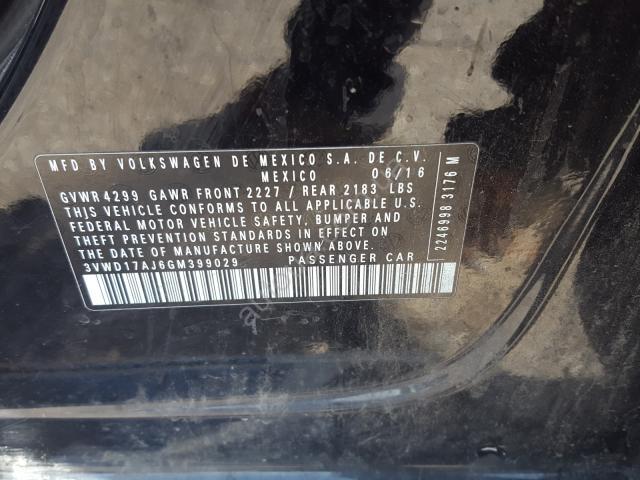 MFD BY VOLKSWAGEN DE MEXICO S.A. DE C.V.
MEXICO 06/16
GVWR 4299 GAWR FRONT 2227 / REAR 2183 LBS
THIS VEHICLE CONFORMS TO ALL APPLICABLE U.S.
FEDERAL MOTOR VEHICLE SAFETY, BUMPER AND
THEFT PREVENTION STANDARDS IN EFFECT ON
THE DATE OF MANUFACTURE SHOWN ABOVE.
3VWD17AJ6GM399029 PASSENGER CAR
2246998 3176 M